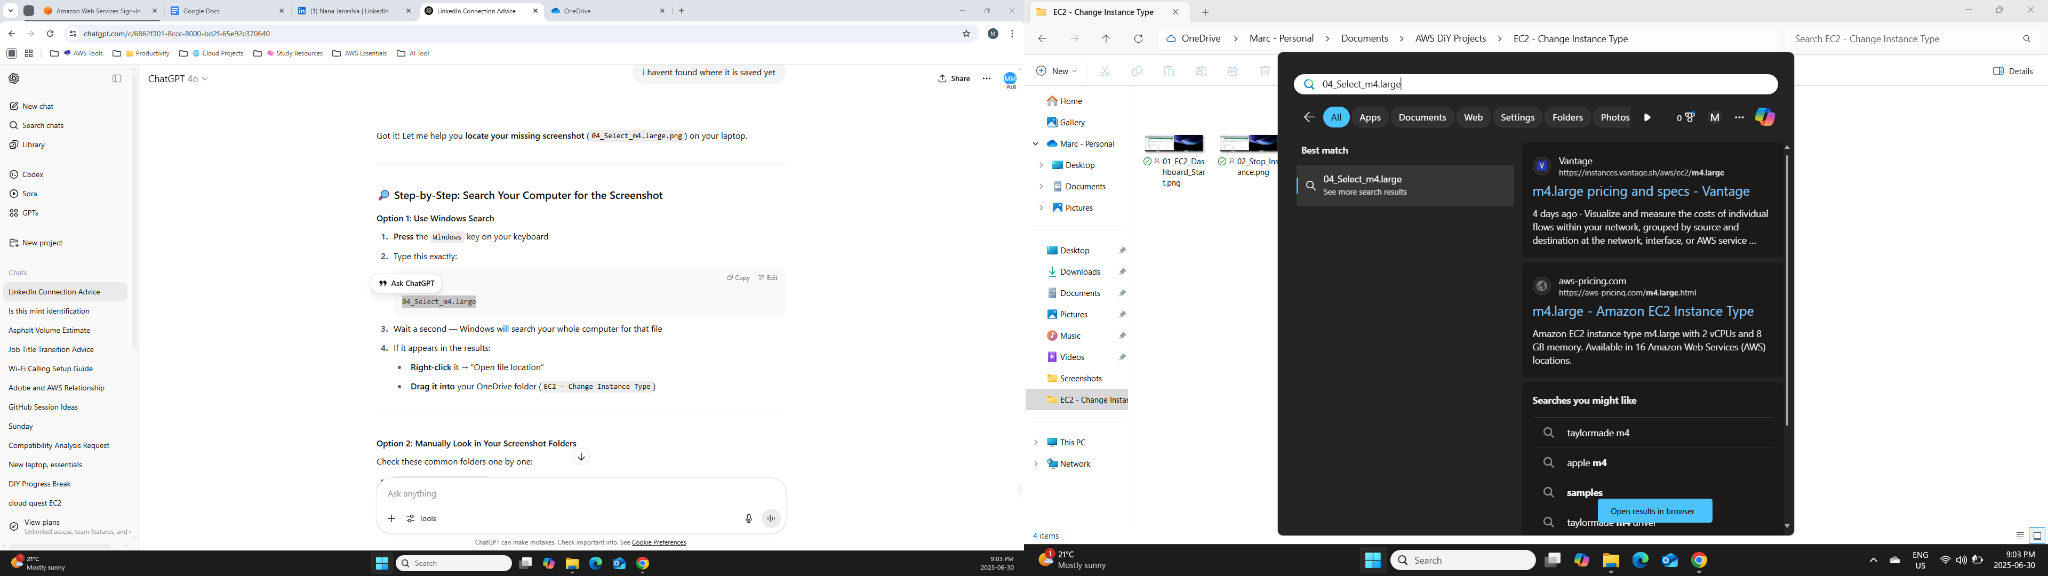 Amazon Web Services Sign-In
Google Docs
(1) Nana Janashia | LinkedIn
LinkedIn Connection Advice
OneDrive
chatgpt.com/c/6862f301-8ccc-8000-bd2f-65e92c370640
AWS Tools
Productivity
Cloud Projects
Study Resources
AWS Essentials
AI Tool
ChatGPT 4o
Share
MM
PLUS
New chat
Search chats
Library
Codex
Sora
GPTs
New project
Chats
LinkedIn Connection Advice
Is this mint identification
Asphalt Volume Estimate
Job Title Transition Advice
Wi-Fi Calling Setup Guide
Adobe and AWS Relationship
GitHub Session Ideas
Sunday
Compatibility Analysis Request
New laptop, essentials
DIY Progress Break
cloud quest EC2
View plans
Unlimited access, team features, and
i havent found where it is saved yet
Got it! Let me help you locate your missing screenshot (04_Select_m4.large.png) on your laptop.
Step-by-Step: Search Your Computer for the Screenshot
Option 1: Use Windows Search
1. Press the Windows key on your keyboard
2. Type this exactly:
Copy Edit
Ask ChatGPT
04_Select_m4.large
3. Wait a second — Windows will search your whole computer for that file
4. If it appears in the results:
• Right-click it → "Open file location"
• Drag it into your OneDrive folder (EC2 - Change Instance Type)
Option 2: Manually Look in Your Screenshot Folders
Check these common folders one by one:
Ask anything
Tools
ChatGPT can make mistakes. Check important info. See Cookie Preferences.
21°C
Mostly sunny
Search
9:03 PM
2025-06-30
EC2 - Change Instance Type
OneDrive > Marc - Personal > Documents > AWS DiY Projects > EC2 - Change Instance Type
Search EC2 - Change Instance Type
New
Details
Home
Gallery
Marc - Personal
Desktop
Documents
Pictures
Desktop
Downloads
Documents
Pictures
Music
Videos
Screenshots
EC2 - Change Instan
This PC
Network
01_EC2_Das
hboard_Star
t.png
02_Stop_Ins
ance.png
4 items
04_Select_m4.large
All
Apps
Documents
Web
Settings
Folders
Photos
0
M
Best match
04_Select_m4.large
See more search results
Vantage
https://instances.vantage.sh/aws/ec2/m4.large
m4.large pricing and specs - Vantage
4 days ago · Visualize and measure the costs of individual
flows within your network, grouped by source and
destination at the network, interface, or AWS service ...
aws-pricing.com
https://aws-pricing.com/m4.large.html
m4.large - Amazon EC2 Instance Type
Amazon EC2 instance type m4.large with 2 vCPUs and 8
GB memory. Available in 16 Amazon Web Services (AWS)
locations.
Searches you might like
taylormade m4
apple m4
samples
taylormade m4 driver
Open results in browser
21°C
Mostly sunny
Search
ENG
US
9:03 PM
2025-06-30